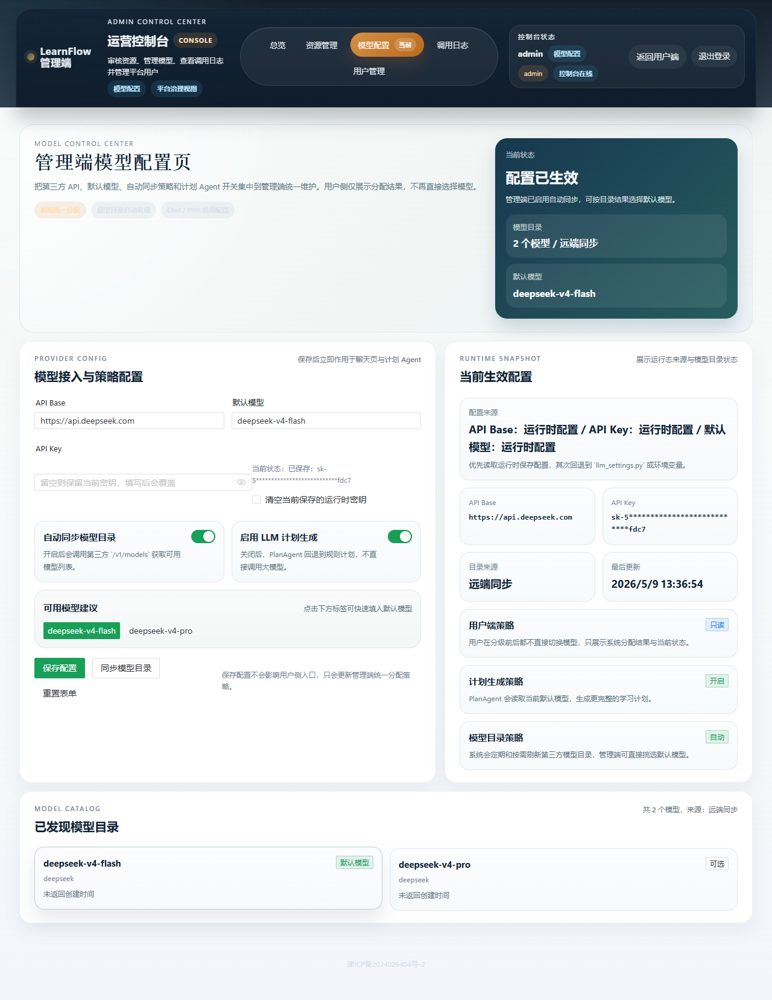 LearnFlow
管理端
ADMIN CONTROL CENTER
运营控制台 CONSOLE
审核资源、管理模型、查看调用日志
并管理平台用户
模型配置 平台治理视图
总览 资源管理 模型配置 当前 调用日志
用户管理
控制台状态
admin 模型配置
admin 控制台在线
返回用户端 退出登录
MODEL CONTROL CENTER
管理端模型配置页
把第三方 API、默认模型、自动同步策略和计划 Agent 开关集中到管理端统一维护。用户侧仅展示分配结果，不再直接选择模型。
系统统一分配 模型目录自动发现 Chat / Plan 共用配置
当前状态
配置已生效
管理端已启用自动同步，可按目录结果选择默认模型。
模型目录
2 个模型 / 远端同步
默认模型
deepseek-v4-flash
PROVIDER CONFIG
模型接入与策略配置
保存后立即作用于聊天页与计划 Agent
API Base
https://api.deepseek.com
默认模型
deepseek-v4-flash
API Key
留空则保留当前密钥，填写后会覆盖
当前状态：已保存：sk-
5***************************fdc7
清空当前保存的运行时密钥
自动同步模型目录
开启后会调用第三方 `/v1/models` 获取可用
模型列表。
启用 LLM 计划生成
关闭后，PlanAgent 回退到规则计划，不直
接调用大模型。
可用模型建议
点击下方标签可快速填入默认模型
deepseek-v4-flash deepseek-v4-pro
保存配置 同步模型目录
重置表单
保存配置不会影响用户侧入口，只会更新管理端统一分配策
略。
RUNTIME SNAPSHOT
当前生效配置
展示运行态来源与模型目录状态
配置来源
API Base：运行时配置 / API Key：运行时配置 / 默认
模型：运行时配置
优先读取运行时保存配置，其次回退到 `llm_settings.py` 或环境变量。
API Base
https://api.deepseek.com
API Key
sk-5***********************
****fdc7
目录来源
远端同步
最后更新
2026/5/9 13:36:54
用户端策略 只读
用户在分级前后都不直接切换模型，只展示系统分配结果与当前状态。
计划生成策略 开启
PlanAgent 会读取当前默认模型，生成更完整的学习计划。
模型目录策略 自动
系统会定期和按需刷新第三方模型目录，管理端可直接挑选默认模型。
MODEL CATALOG
已发现模型目录
共 2 个模型，来源：远端同步
deepseek-v4-flash 默认模型
deepseek
未返回创建时间
deepseek-v4-pro 可选
deepseek
未返回创建时间
津ICP备2024026404号-2